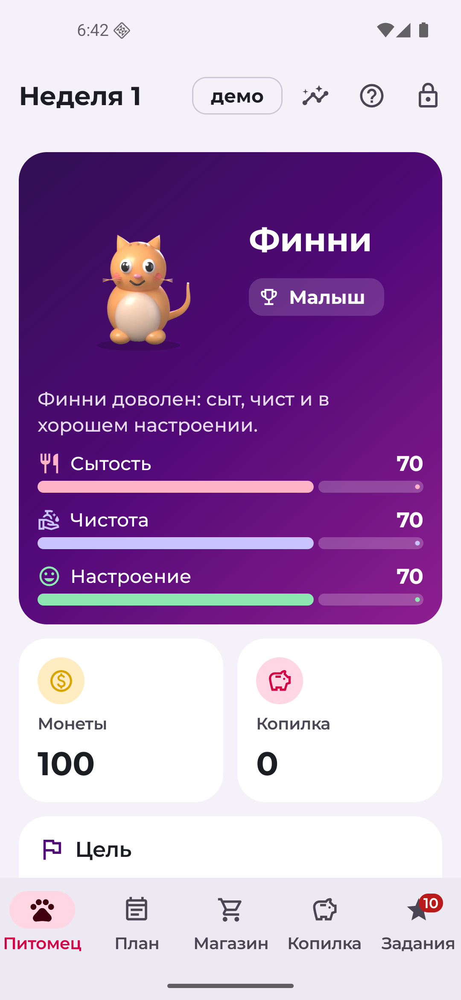 6:42
Неделя 1
демо
Финни
Малыш
Финни доволен: сыт, чист и в
хорошем настроении.
Сытость 70
Чистота 70
Настроение 70
Монеты
100
Копилка
0
Цель
10
Питомец
План
Магазин
Копилка
Задания